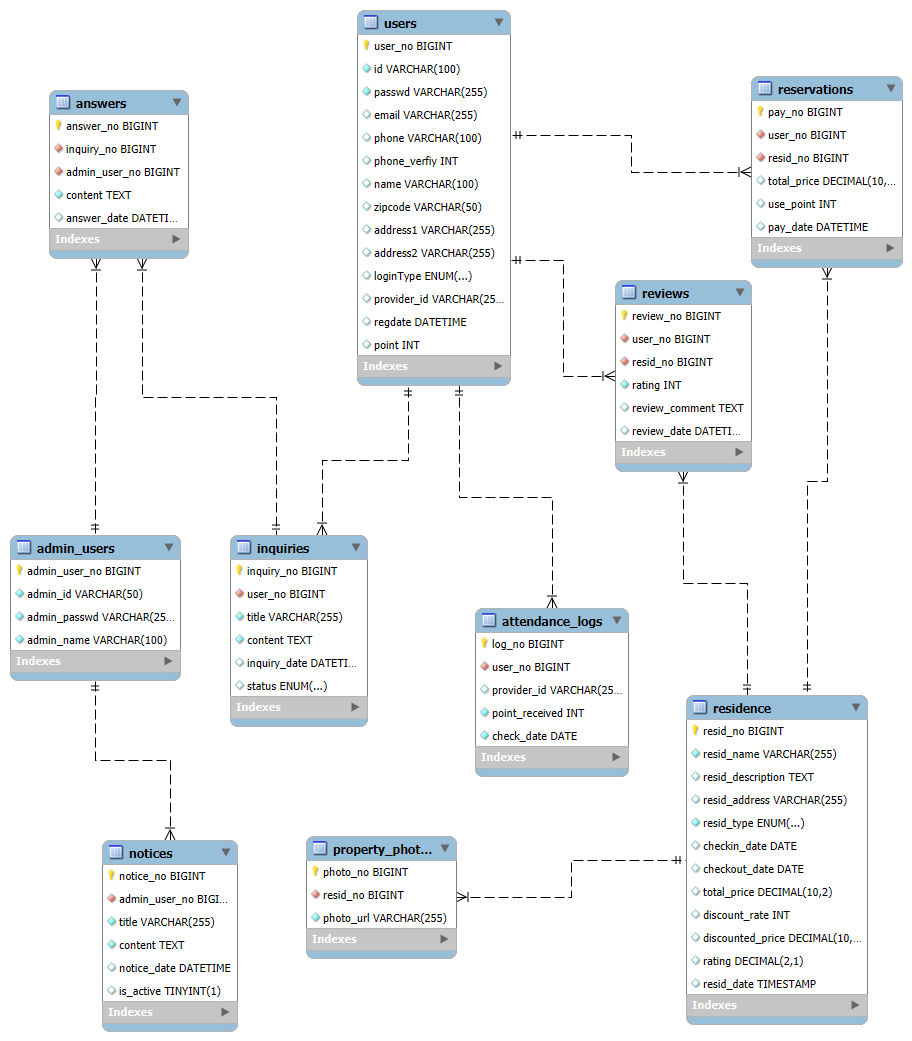 users
user_no BIGINT
id VARCHAR(100)
passwd VARCHAR(255)
email VARCHAR(255)
phone VARCHAR(100)
phone_verfiy INT
name VARCHAR(100)
zipcode VARCHAR(50)
address1 VARCHAR(255)
address2 VARCHAR(255)
loginType ENUM(...)
provider_id VARCHAR(25...
regdate DATETIME
point INT
Indexes
answers
answer_no BIGINT
inquiry_no BIGINT
admin_user_no BIGINT
content TEXT
answer_date DATETI...
Indexes
reservations
pay_no BIGINT
user_no BIGINT
resid_no BIGINT
total_price DECIMAL(10,...
use_point INT
pay_date DATETIME
Indexes
reviews
review_no BIGINT
user_no BIGINT
resid_no BIGINT
rating INT
review_comment TEXT
review_date DATETI...
Indexes
admin_users
admin_user_no BIGINT
admin_id VARCHAR(50)
admin_passwd VARCHAR(25...
admin_name VARCHAR(100)
Indexes
inquiries
inquiry_no BIGINT
user_no BIGINT
title VARCHAR(255)
content TEXT
inquiry_date DATETI...
status ENUM(...)
Indexes
attendance_logs
log_no BIGINT
user_no BIGINT
provider_id VARCHAR(25...
point_received INT
check_date DATE
Indexes
residence
resid_no BIGINT
resid_name VARCHAR(255)
resid_description TEXT
resid_address VARCHAR(255)
resid_type ENUM(...)
checkin_date DATE
checkout_date DATE
total_price DECIMAL(10,2)
discount_rate INT
discounted_price DECIMAL(10,...
rating DECIMAL(2,1)
resid_date TIMESTAMP
Indexes
notices
notice_no BIGINT
admin_user_no BIGI...
title VARCHAR(255)
content TEXT
notice_date DATETIME
is_active TINYINT(1)
Indexes
property_phot...
photo_no BIGINT
resid_no BIGINT
photo_url VARCHAR(255)
Indexes